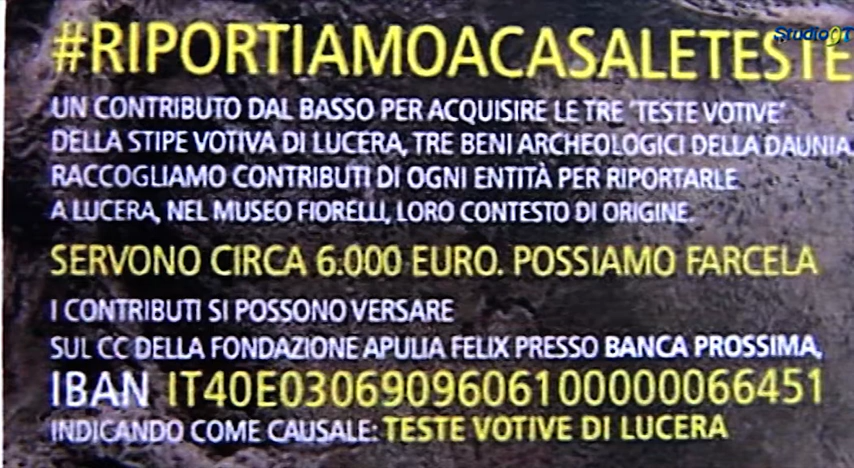 Studio 9 T
#RIPORTIAMOACASALETESTE
UN CONTRIBUTO DAL BASSO PER ACQUISIRE LE TRE 'TESTE VOTIVE'
DELLA STIPE VOTIVA DI LUCERA, TRE BENI ARCHEOLOGICI DELLA DAUNIA.
RACCOGLIAMO CONTRIBUTI DI OGNI ENTITÀ PER RIPORTARLE
A LUCERA, NEL MUSEO FIORELLI, LORO CONTESTO DI ORIGINE.
SERVONO CIRCA 6.000 EURO. POSSIAMO FARCELA
I CONTRIBUTI SI POSSONO VERSARE
SUL CC DELLA FONDAZIONE APULIA FELIX PRESSO BANCA PROSSIMA,
IBAN IT40E0306909606100000066451
INDICANDO COME CAUSALE: TESTE VOTIVE DI LUCERA